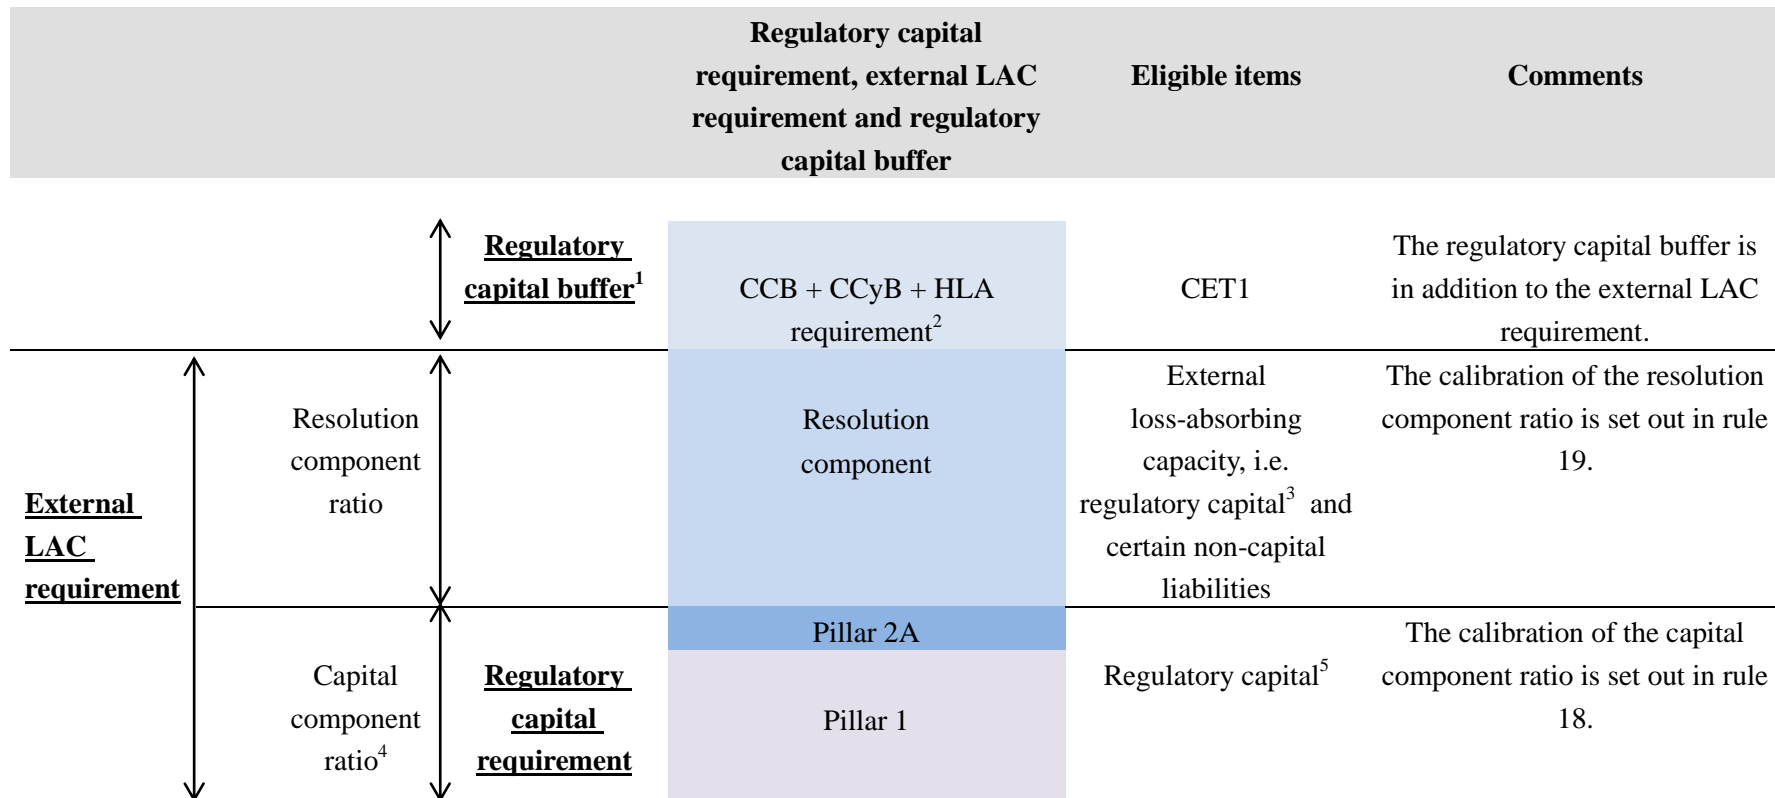 Regulatory capital
requirement, external LAC
requirement and regulatory
capital buffer
Eligible items
Comments
Regulatory
capital buffer1
CCB + CCyB + HLA
requirement2
CET1
The regulatory capital buffer is
in addition to the external LAC
requirement.
External
LAC
requirement
Resolution
component
ratio
Resolution
component
External
loss-absorbing
capacity, i.e.
regulatory capital3 and
certain non-capital
liabilities
The calibration of the resolution
component ratio is set out in rule
19.
Capital
component
ratio4
Regulatory
capital
requirement
Pillar 2A
Pillar 1
Regulatory capital5
The calibration of the capital
component ratio is set out in rule
18.